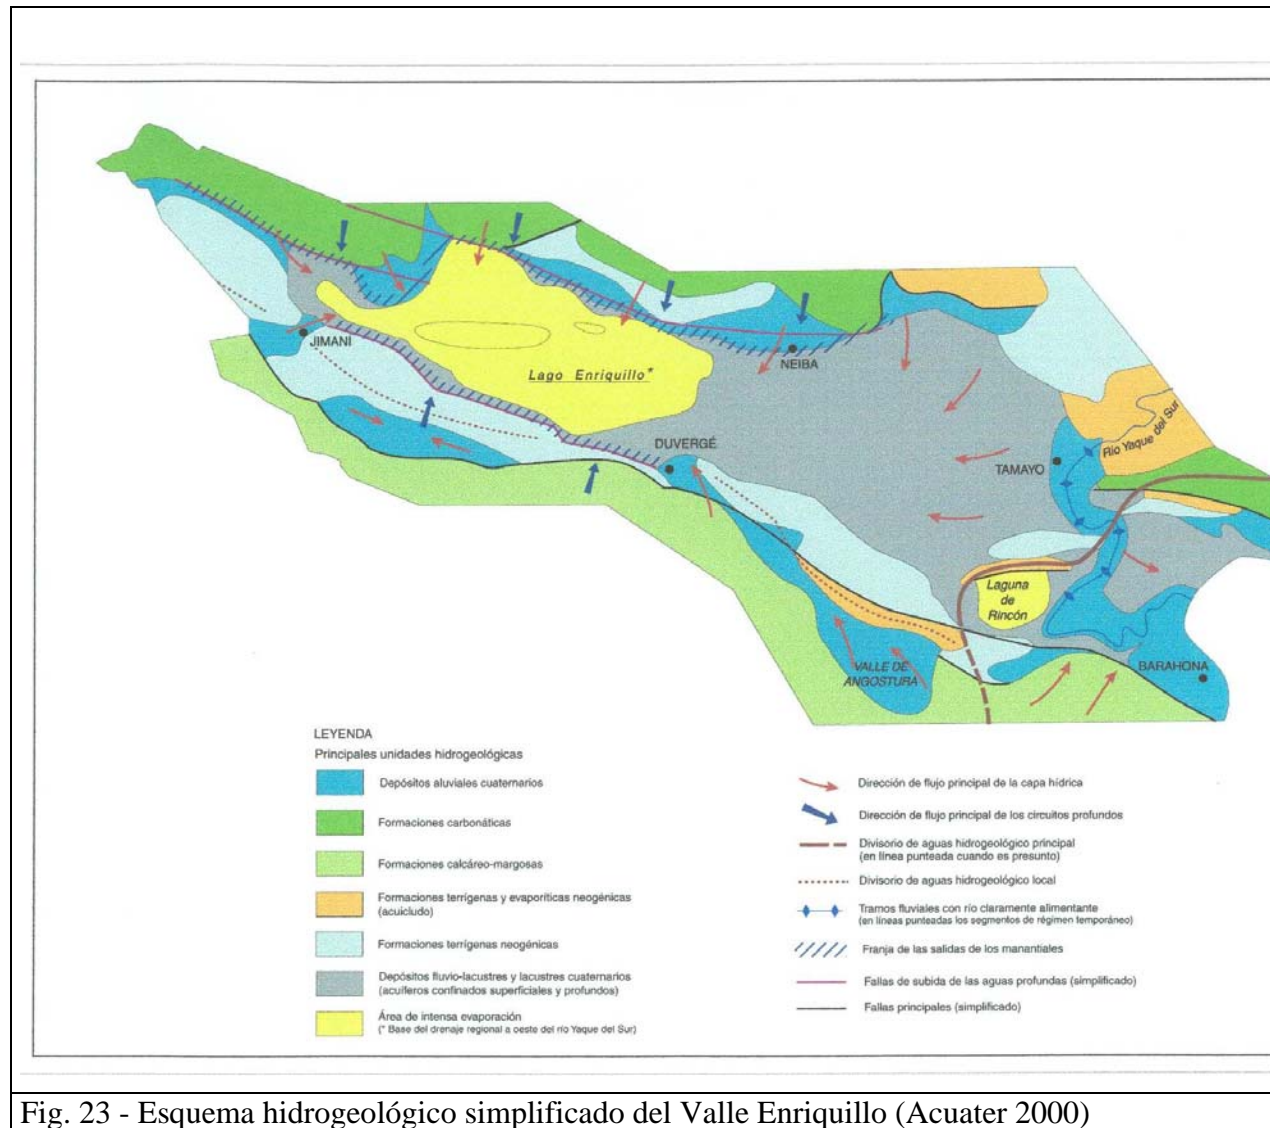 JIMANI
Lago Enriquillo*
NEIBA
DUVERGÉ
TAMAYO
Río Yaque del Sur
Laguna
de
Rincón
VALLE DE
ANGOSTURA
BARAHONA
LEYENDA
Principales unidades hidrogeológicas
Depósitos aluviales cuaternarios
Formaciones carbonáticas
Formaciones calcáreo-margosas
Formaciones terrígenas y evaporíticas neogénicas
(acuicludo)
Formaciones terrígenas neogénicas
Depósitos fluvio-lacustres y lacustres cuaternarios
(acuíferos confinados superficiales y profundos)
Área de intensa evaporación
(* Base del drenaje regional a oeste del río Yaque del Sur)
Dirección de flujo principal de la capa hídrica
Dirección de flujo principal de los circuitos profundos
Divisorio de aguas hidrogeológico principal
(en línea punteada cuando es presunto)
Divisorio de aguas hidrogeológico local
Tramos fluviales con río claramente alimentante
(en líneas punteadas los segmentos de régimen temporáneo)
Franja de las salidas de los manantiales
Fallas de subida de las aguas profundas (simplificado)
Fallas principales (simplificado)
Fig. 23 - Esquema hidrogeológico simplificado del Valle Enriquillo (Acuater 2000)